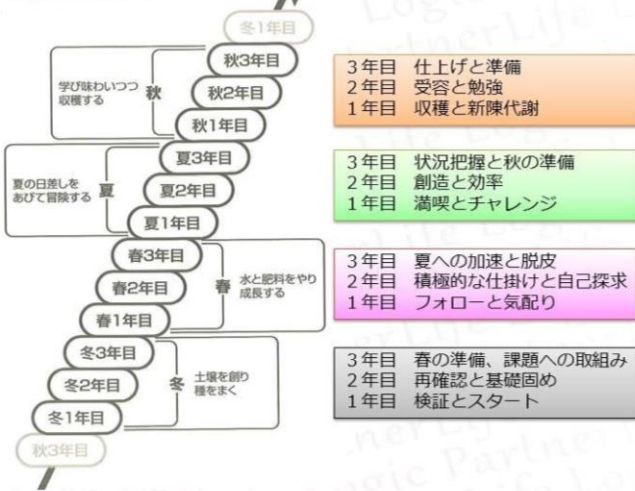 冬1年目
秋3年目
秋2年目
秋1年目
学び味わいつつ
収穫する
秋
3年目 仕上げと準備
2年目 受容と勉強
1年目 収穫と新陳代謝
夏3年目
夏2年目
夏1年目
夏の日差しを
あびて冒険する
夏
3年目 状況把握と秋の準備
2年目 創造と効率
1年目 満喫とチャレンジ
春3年目
春2年目
春1年目
春
水と肥料をやり
成長する
3年目 夏への加速と脱皮
2年目 積極的な仕掛けと自己探求
1年目 フォローと気配り
冬3年目
冬2年目
冬1年目
冬
土壌を創り
種をまく
3年目 春の準備、課題への取組み
2年目 再確認と基礎固め
1年目 検証とスタート
秋3年目